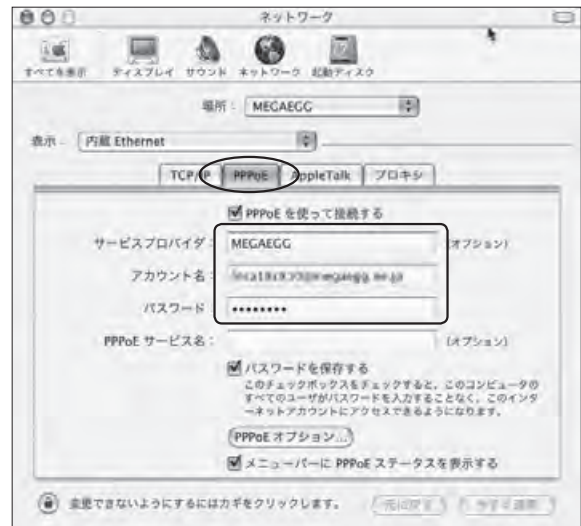 ネットワーク
すべてを表示 ディスプレイ サウンド ネットワーク 起動ディスク
場所： MEGAEGG
表示： 内蔵 Ethernet
TCP/IP PPPoE AppleTalk プロキシ
PPPoE を使って接続する
サービスプロバイダ： MEGAEGG (オプション)
アカウント名：
パスワード： ••••••••
PPPoE サービス名： (オプション)
パスワードを保存する
このチェックボックスをチェックすると、このコンピュータの
すべてのユーザがパスワードを入力することなく、このインタ
ーネットアカウントにアクセスできるようになります。
PPPoE オプション...
メニューバーに PPPoE ステータスを表示する
変更できないようにするにはカギをクリックします。 元に戻す 今すぐ適用